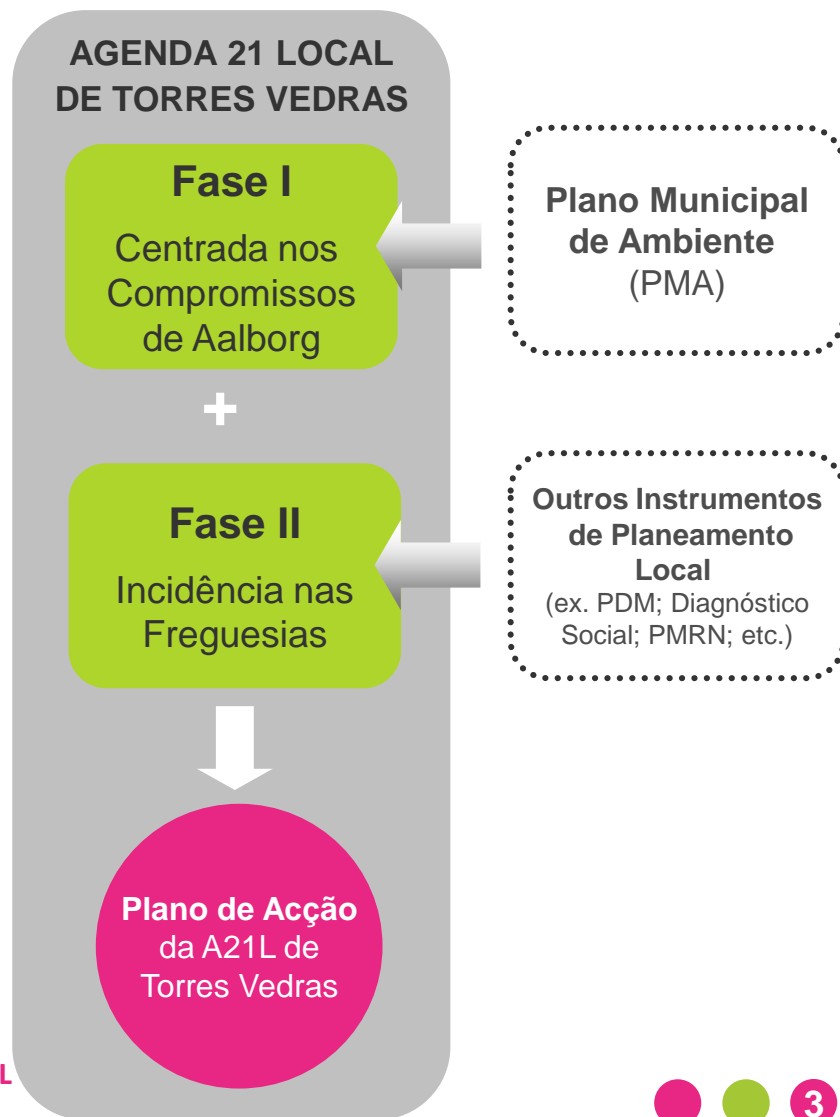 AGENDA 21 LOCAL
DE TORRES VEDRAS
Fase I
Centrada nos
Compromissos
de Aalborg
Plano Municipal
de Ambiente
(PMA)
+
Fase II
Incidência nas
Freguesias
Outros Instrumentos
de Planeamento
Local
(ex. PDM; Diagnóstico
Social; PMRN; etc.)
Plano de Acção
da A21L de
Torres Vedras
L
3